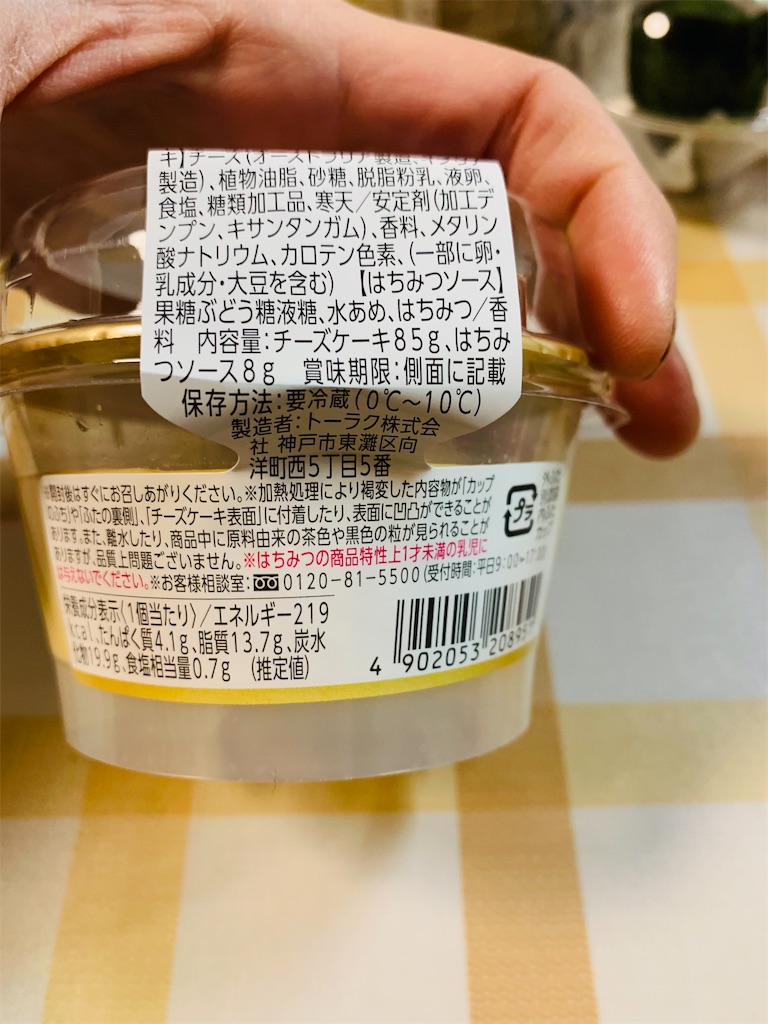 キ】チーズ(オーストラリア製造、
製造)、植物油脂、砂糖、脱脂粉乳、液卵、
食塩、糖類加工品、寒天／安定剤(加工デ
ンプン、キサンタンガム)、香料、メタリン
酸ナトリウム、カロテン色素、(一部に卵・
乳成分・大豆を含む) 【はちみつソース】
果糖ぶどう糖液糖、水あめ、はちみつ／香
料 内容量：チーズケーキ85g、はちみ
つソース8g 賞味期限：側面に記載
保存方法：要冷蔵(0℃〜10℃)
製造者：トーラク株式会
社 神戸市東灘区向
洋町西5丁目5番
※開封後はすぐにお召しあがりください。※加熱処理により褐変した内容物が「カップ
のふち」や「ふたの裏側」、「チーズケーキ表面」に付着したり、表面に凹凸ができることが
あります。また、離水したり、商品中に原料由来の茶色や黒色の粒が見られることが
ありますが、品質上問題ございません。※はちみつの商品特性上1才未満の乳児に
は与えないでください。※お客様相談室：0120-81-5500(受付時間：平日9:00〜17:00)
プラ
栄養成分表示〈1個当たり〉／エネルギー219
kcal、たんぱく質4.1g、脂質13.7g、炭水
化物19.9g、食塩相当量0.7g (推定値)
4 902053 20895